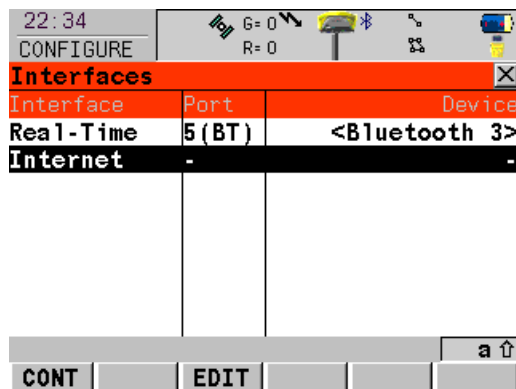 22:34 G= 0
CONFIGURE R= 0
Interfaces
Interface Port Device
Real-Time 5(BT) <Bluetooth 3>
Internet - -
a
CONT EDIT